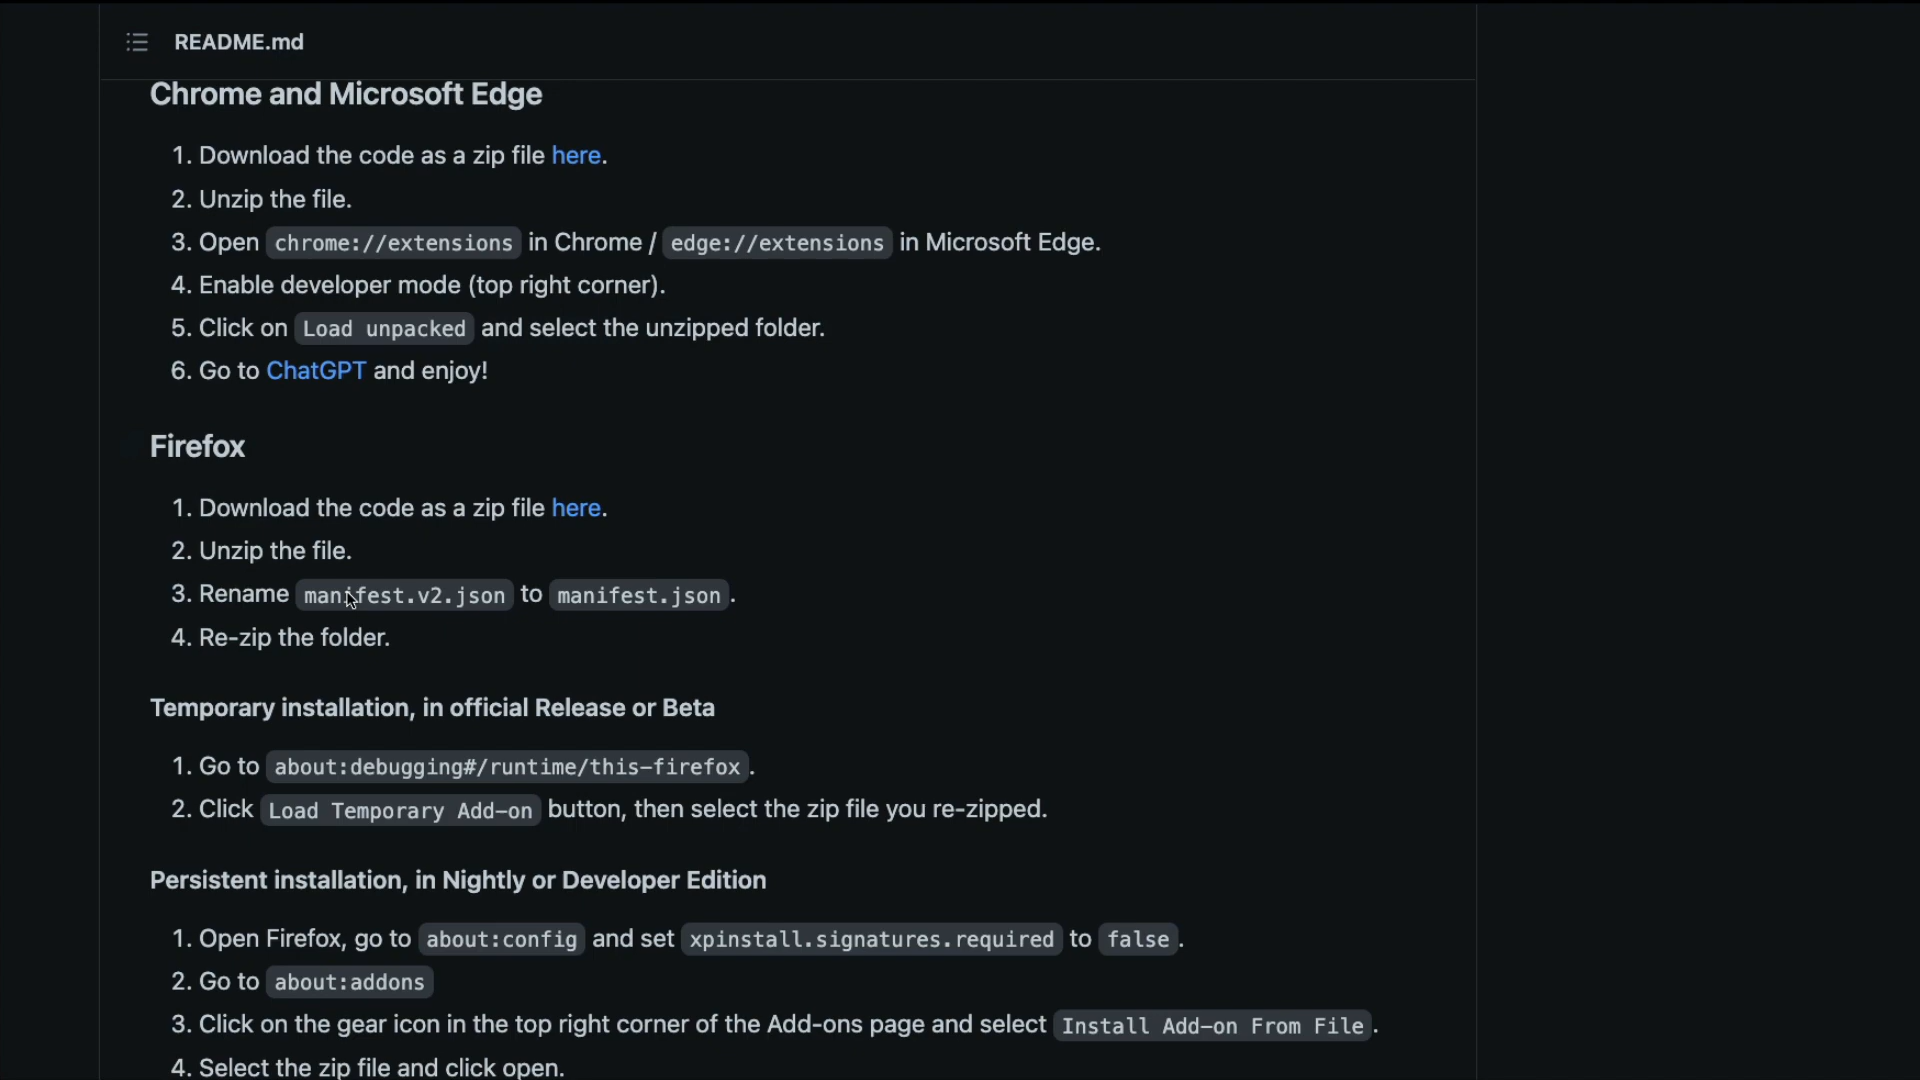 README.md
Chrome and Microsoft Edge
1. Download the code as a zip file here.
2. Unzip the file.
3. Open chrome://extensions in Chrome / edge://extensions in Microsoft Edge.
4. Enable developer mode (top right corner).
5. Click on Load unpacked and select the unzipped folder.
6. Go to ChatGPT and enjoy!
Firefox
1. Download the code as a zip file here.
2. Unzip the file.
3. Rename manifest.v2.json to manifest.json.
4. Re-zip the folder.
Temporary installation, in official Release or Beta
1. Go to about:debugging#/runtime/this-firefox.
2. Click Load Temporary Add-on button, then select the zip file you re-zipped.
Persistent installation, in Nightly or Developer Edition
1. Open Firefox, go to about:config and set xpinstall.signatures.required to false.
2. Go to about:addons
3. Click on the gear icon in the top right corner of the Add-ons page and select Install Add-on From File.
4. Select the zip file and click open.